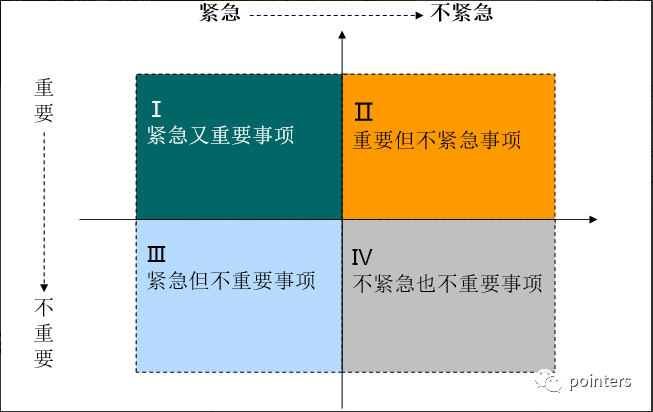 紧急 不紧急
重要
不重要
Ⅰ
紧急又重要事项
Ⅱ
重要但不紧急事项
Ⅲ
紧急但不重要事项
Ⅳ
不紧急也不重要事项
pointers